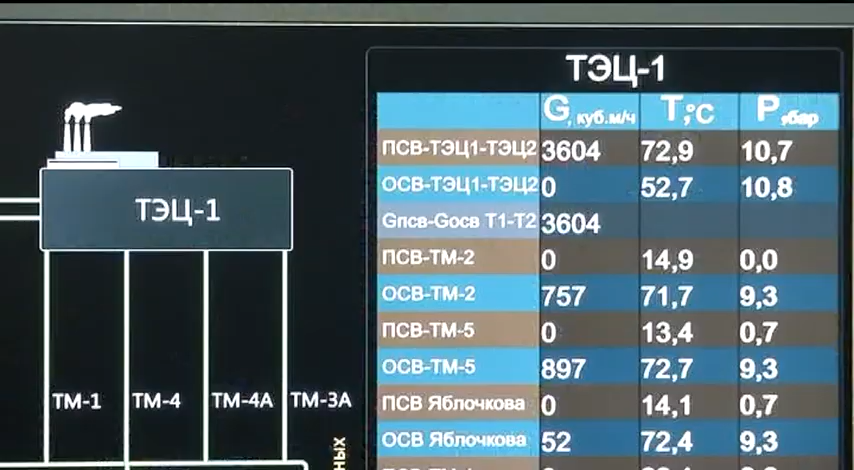 ТЭЦ-1
G, куб.м/ч T,°C P,бар
ПСВ-ТЭЦ1-ТЭЦ2 3604 72,9 10,7
ОСВ-ТЭЦ1-ТЭЦ2 0 52,7 10,8
Gпсв-Gосв Т1-Т2 3604
ПСВ-ТМ-2 0 14,9 0,0
ОСВ-ТМ-2 757 71,7 9,3
ПСВ-ТМ-5 0 13,4 0,7
ОСВ-ТМ-5 897 72,7 9,3
ПСВ Яблочкова 0 14,1 0,7
ОСВ Яблочкова 52 72,4 9,3
ТЭЦ-1
ТМ-1 ТМ-4 ТМ-4А ТМ-3А